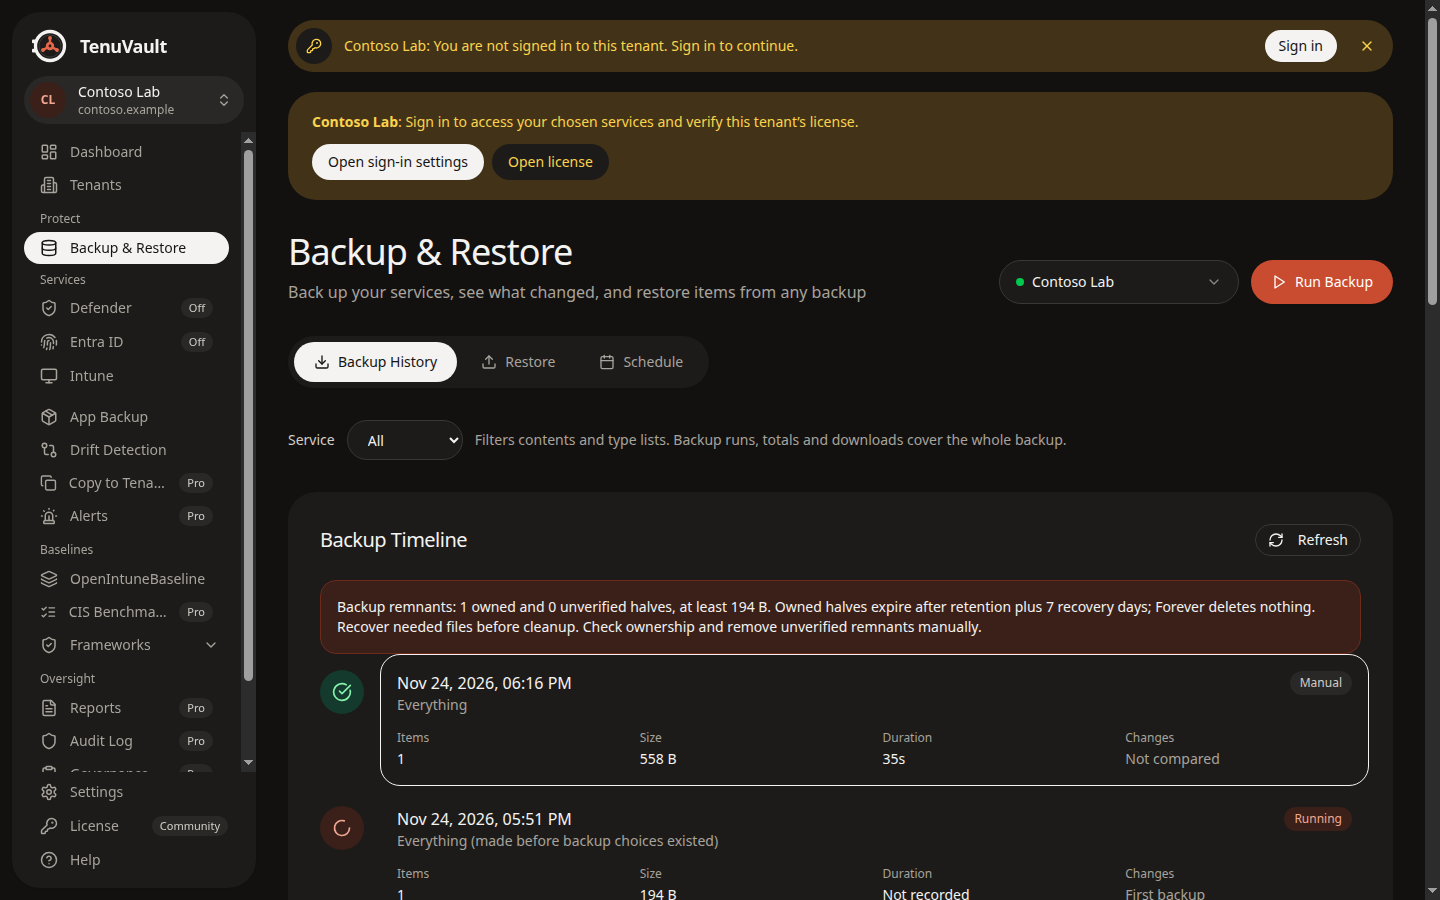 TenuVault
CL
Contoso Lab
contoso.example
Dashboard
Tenants
Protect
Backup & Restore
Services
Defender Off
Entra ID Off
Intune
App Backup
Drift Detection
Copy to Tena... Pro
Alerts Pro
Baselines
OpenIntuneBaseline
CIS Benchma... Pro
Frameworks
Oversight
Reports Pro
Audit Log Pro
Settings
License Community
Help
Contoso Lab: You are not signed in to this tenant. Sign in to continue.
Sign in
Contoso Lab: Sign in to access your chosen services and verify this tenant's license.
Open sign-in settings Open license
Backup & Restore
Back up your services, see what changed, and restore items from any backup
Contoso Lab
Run Backup
Backup History Restore Schedule
Service All Filters contents and type lists. Backup runs, totals and downloads cover the whole backup.
Backup Timeline
Refresh
Backup remnants: 1 owned and 0 unverified halves, at least 194 B. Owned halves expire after retention plus 7 recovery days; Forever deletes nothing.
Recover needed files before cleanup. Check ownership and remove unverified remnants manually.
Nov 24, 2026, 06:16 PM Manual
Everything
Items Size Duration Changes
1 558 B 35s Not compared
Nov 24, 2026, 05:51 PM Running
Everything (made before backup choices existed)
Items Size Duration Changes
1 194 B Not recorded First backup